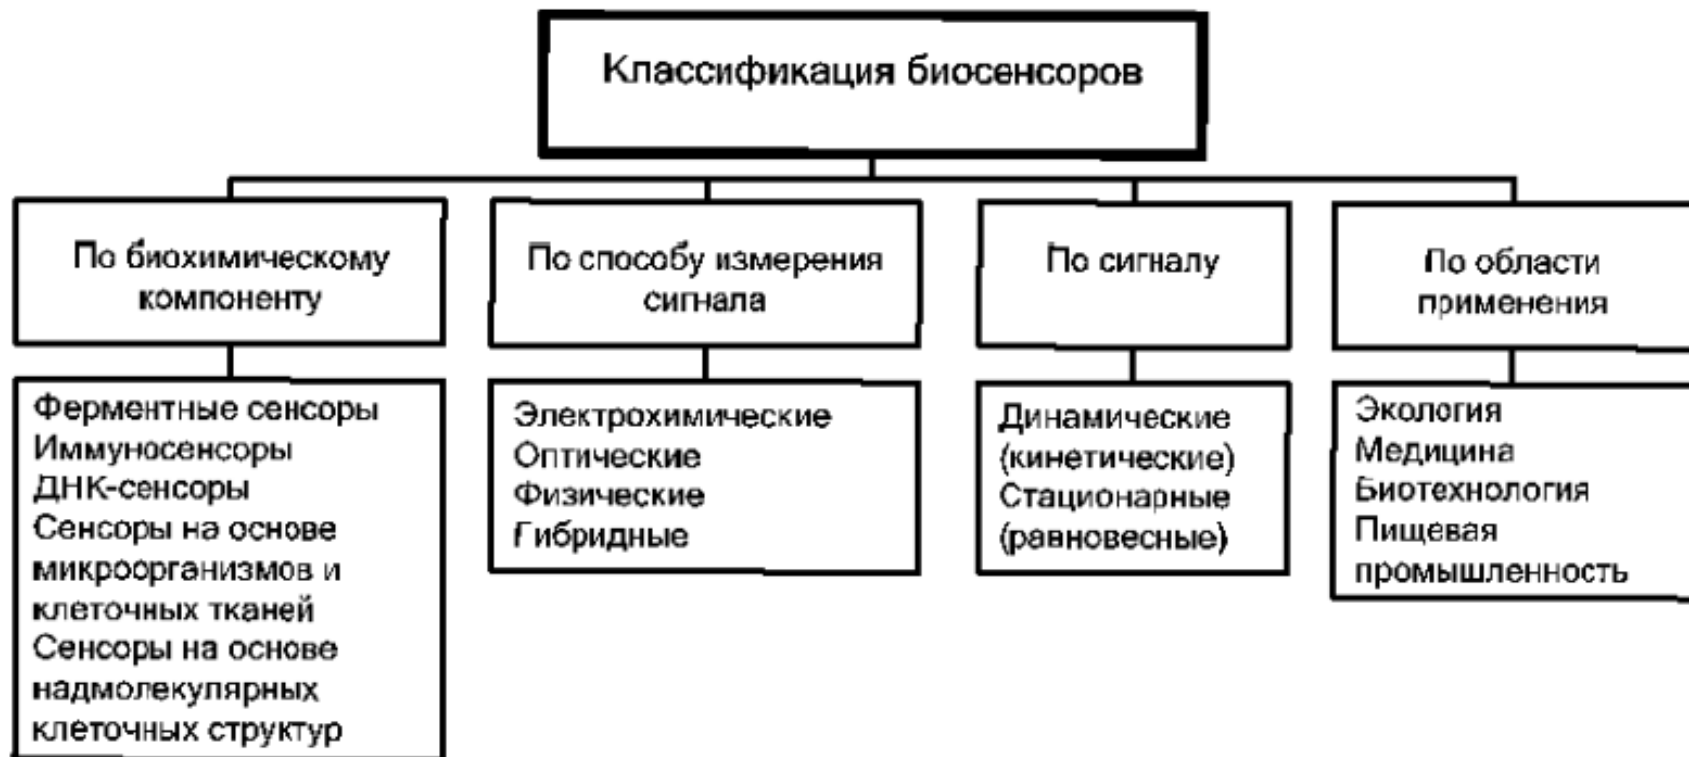 Классификация биосенсоров
По биохимическому
компоненту
По способу измерения
сигнала
По сигналу
По области
применения
Ферментные сенсоры
Иммуносенсоры
ДНК-сенсоры
Сенсоры на основе
микроорганизмов и
клеточных тканей
Сенсоры на основе
надмолекулярных
клеточных структур
Электрохимические
Оптические
Физические
Гибридные
Динамические
(кинетические)
Стационарные
(равновесные)
Экология
Медицина
Биотехнология
Пищевая
промышленность